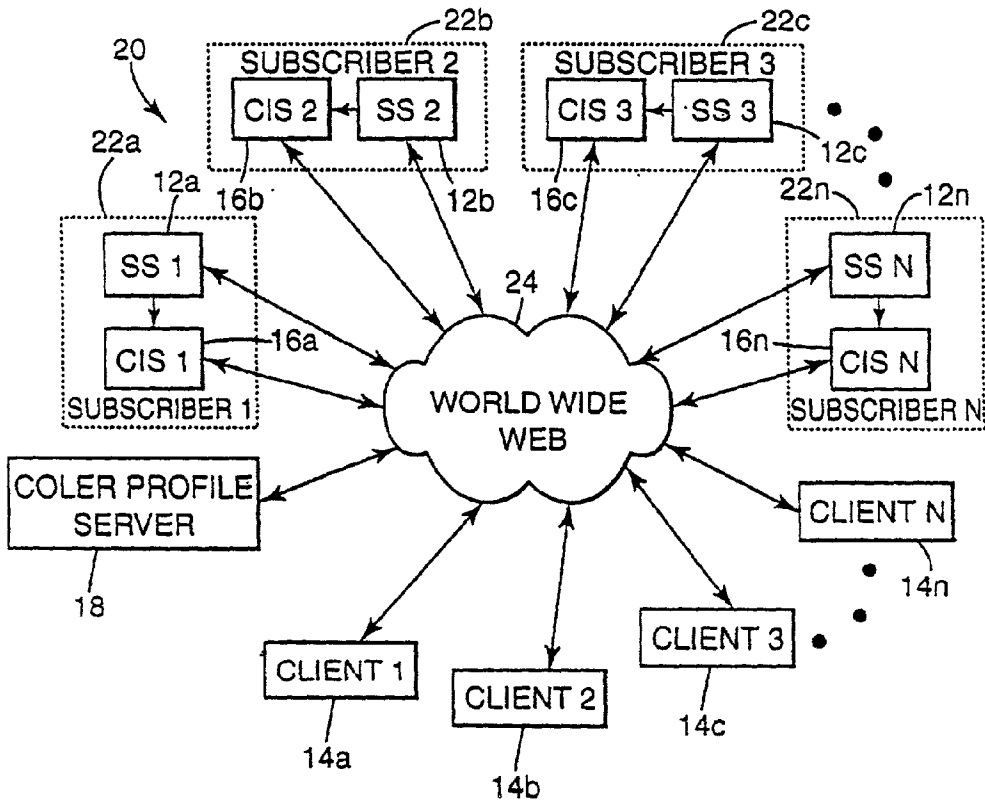 20
22b
SUBSCRIBER 2
CIS 2
SS 2
16b
12b
22c
SUBSCRIBER 3
CIS 3
SS 3
16c
12c
22a
12a
SS 1
CIS 1
16a
SUBSCRIBER 1
22n
12n
SS N
16n
CIS N
SUBSCRIBER N
24
WORLD WIDE
WEB
COLER PROFILE
SERVER
18
CLIENT N
14n
CLIENT 3
14c
CLIENT 1
14a
CLIENT 2
14b